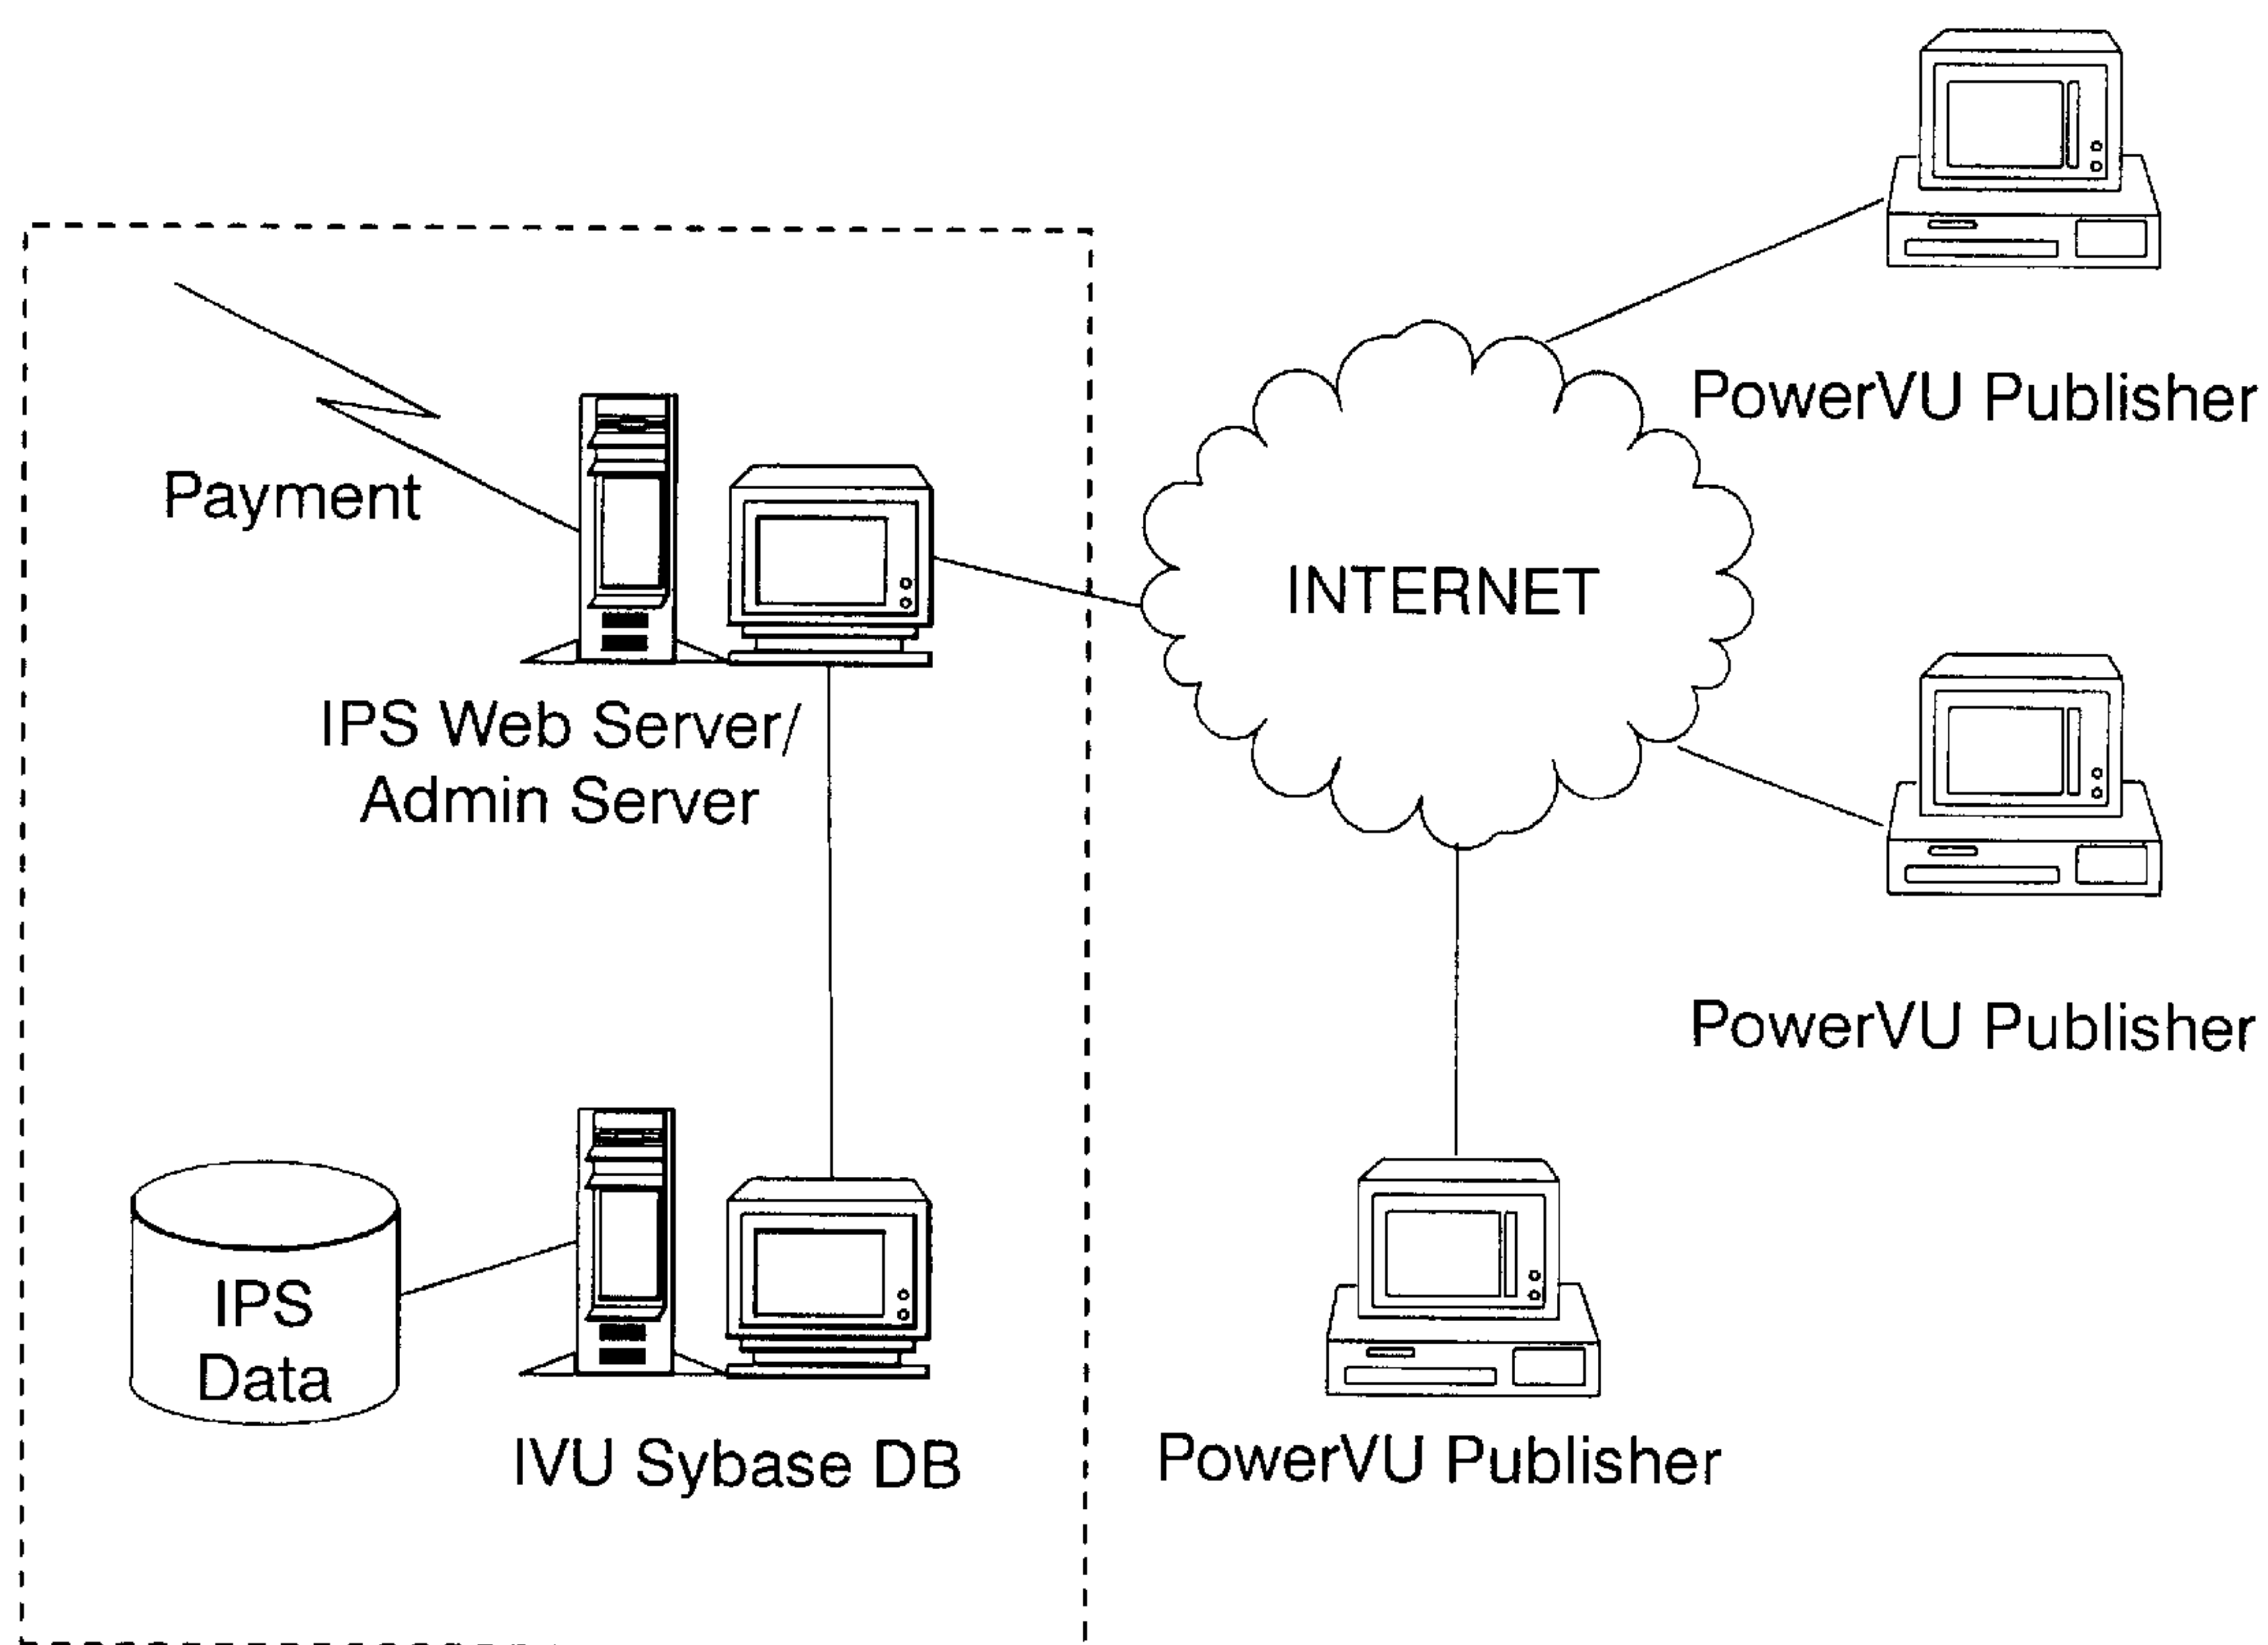 PowerVU Publisher
Payment
INTERNET
IPS Web Server/
Admin Server
PowerVU Publisher
IPS
Data
IVU Sybase DB
PowerVU Publisher